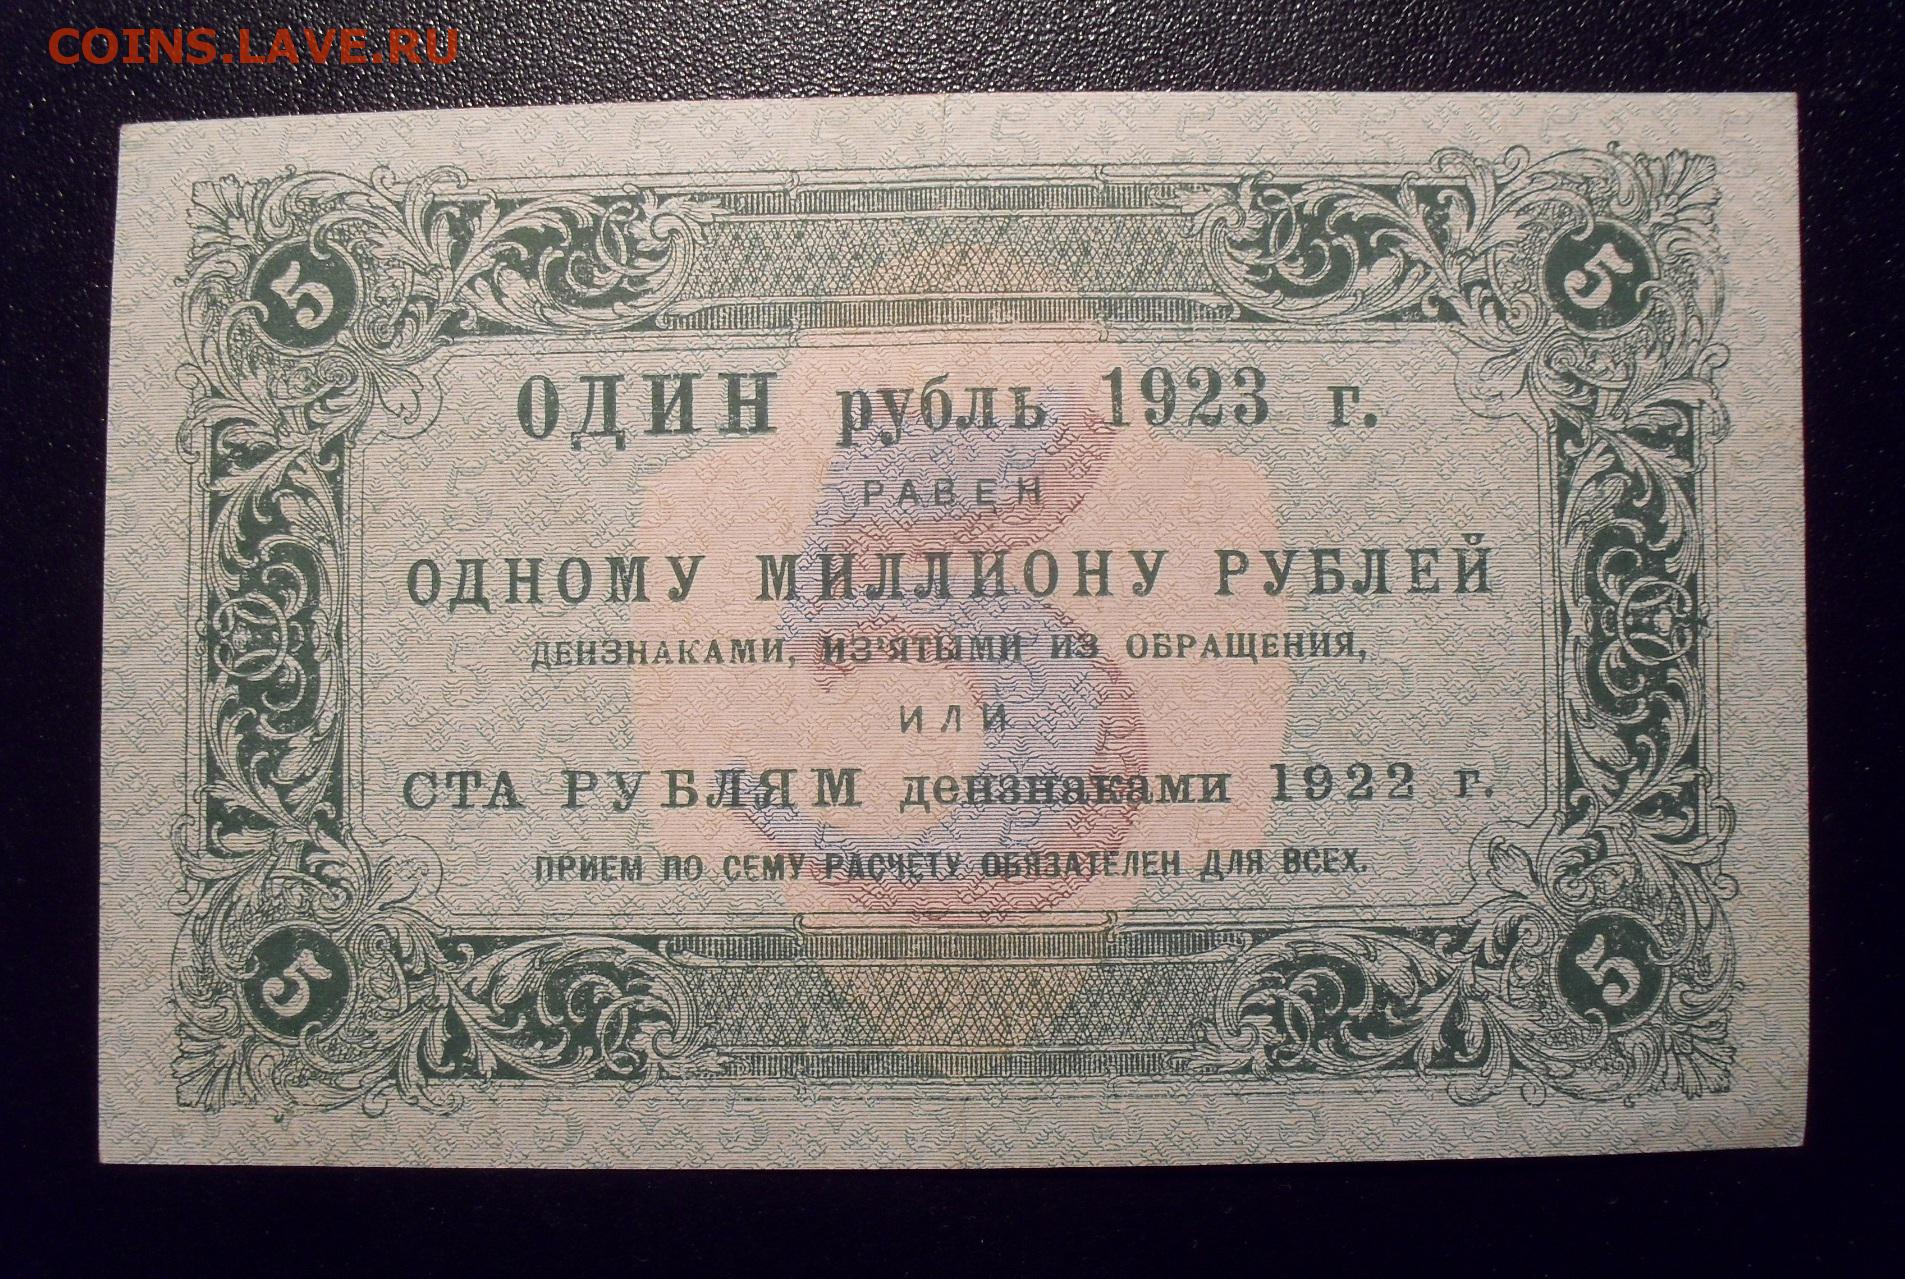 COINS.LAVE.RU
5 5
ОДИН рубль 1923 г.
РАВЕН
ОДНОМУ МИЛЛИОНУ РУБЛЕЙ
ДЕНЗНАКАМИ, ИЗ'ЯТЫМИ ИЗ ОБРАЩЕНИЯ,
ИЛИ
СТА РУБЛЯМ дензнаками 1922 г.
ПРИЕМ ПО СЕМУ РАСЧЕТУ ОБЯЗАТЕЛЕН ДЛЯ ВСЕХ.
5 5
5